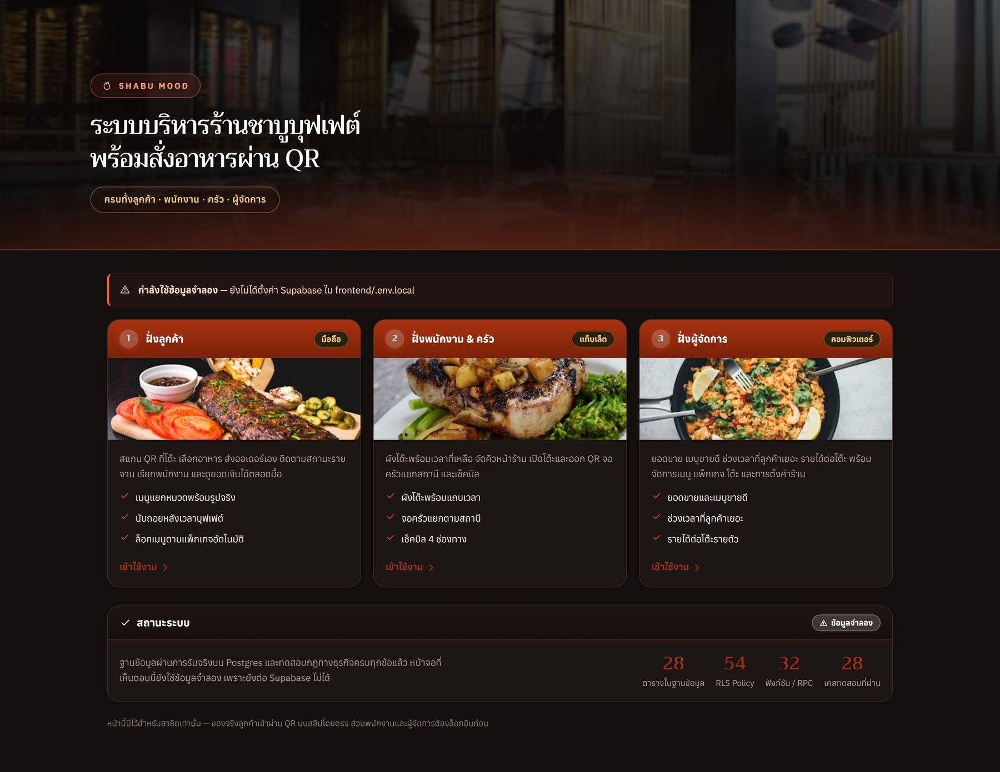 SHABU MOOD
ระบบบริหารร้านชาบูบุฟเฟต์
พร้อมสั่งอาหารผ่าน QR
ครบทั้งลูกค้า · พนักงาน · ครัว · ผู้จัดการ
กำลังใช้ข้อมูลจำลอง — ยังไม่ได้ตั้งค่า Supabase ใน frontend/.env.local
1 ฝั่งลูกค้า มือถือ
สแกน QR ที่โต๊ะ เลือกอาหาร ส่งออเดอร์เอง ติดตามสถานะราย
จาน เรียกพนักงาน และดูยอดเงินได้ตลอดมื้อ
เมนูแยกหมวดพร้อมรูปจริง
นับถอยหลังเวลาบุฟเฟต์
ล็อกเมนูตามแพ็กเกจอัตโนมัติ
เข้าใช้งาน
2 ฝั่งพนักงาน & ครัว แท็บเล็ต
ผังโต๊ะพร้อมเวลาที่เหลือ จัดคิวหน้าร้าน เปิดโต๊ะและออก QR จอ
ครัวแยกสถานี และเช็คบิล
ผังโต๊ะพร้อมแถบเวลา
จอครัวแยกตามสถานี
เช็คบิล 4 ช่องทาง
เข้าใช้งาน
3 ฝั่งผู้จัดการ คอมพิวเตอร์
ยอดขาย เมนูขายดี ช่วงเวลาที่ลูกค้าเยอะ รายได้ต่อโต๊ะ พร้อม
จัดการเมนู แพ็กเกจ โต๊ะ และการตั้งค่าร้าน
ยอดขายและเมนูขายดี
ช่วงเวลาที่ลูกค้าเยอะ
รายได้ต่อโต๊ะรายตัว
เข้าใช้งาน
สถานะระบบ ข้อมูลจำลอง
ฐานข้อมูลผ่านการรันจริงบน Postgres และทดสอบกฎทางธุรกิจครบทุกข้อแล้ว หน้าจอที่
เห็นตอนนี้ยังใช้ข้อมูลจำลอง เพราะยังต่อ Supabase ไม่ได้
28 54 32 28
ตารางในฐานข้อมูล RLS Policy ฟังก์ชัน / RPC เคสทดสอบที่ผ่าน
หน้านี้มีไว้สำหรับสาธิตเท่านั้น — ของจริงลูกค้าเข้าผ่าน QR บนสลิปโดยตรง ส่วนพนักงานและผู้จัดการต้องล็อกอินก่อน